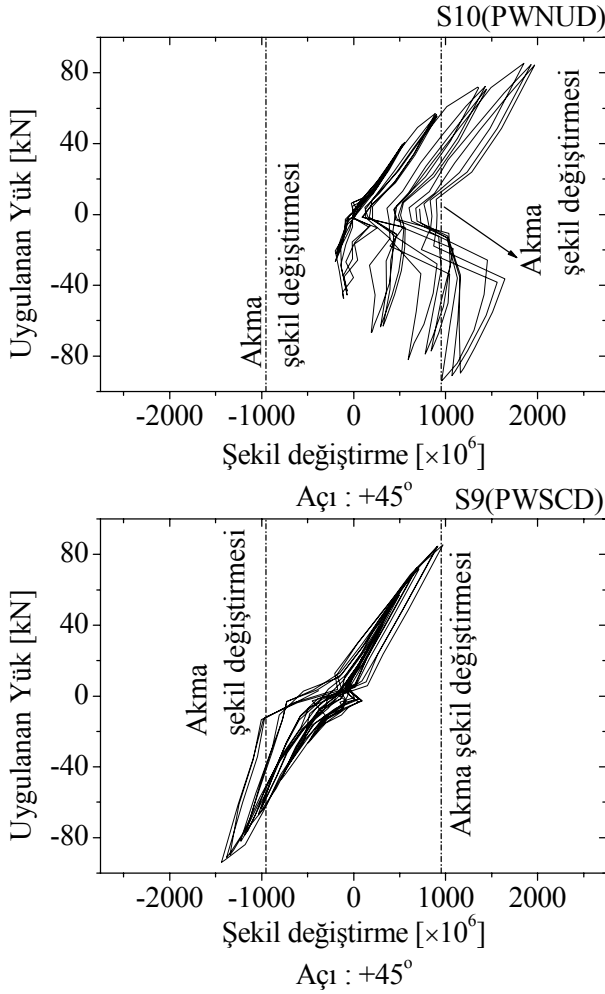 S10(PWNUD)
Uygulanan Yük [kN]
80
40
0
-40
-80
Akma
şekil değiştirmesi
Akma
şekil değiştirmesi
-2000 -1000 0 1000 2000
Şekil değiştirme [×10⁶]
Açı : +45°
S9(PWSCD)
Uygulanan Yük [kN]
80
40
0
-40
-80
Akma
şekil değiştirmesi
Akma şekil değiştirmesi
-2000 -1000 0 1000 2000
Şekil değiştirme [×10⁶]
Açı : +45°